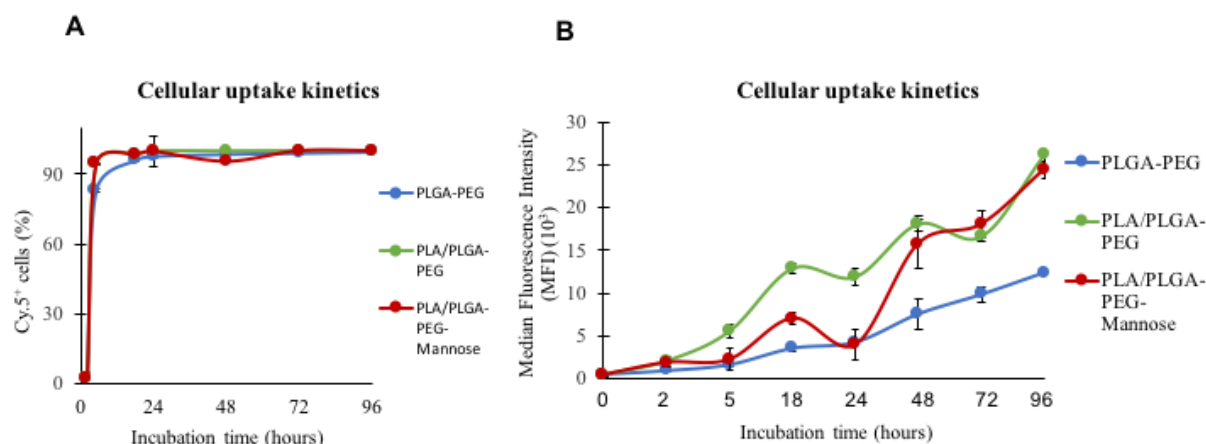 A
Cellular uptake kinetics
Cy.5⁺ cells (%)
90
60
30
0
0 24 48 72 96
Incubation time (hours)
PLGA-PEG
PLA/PLGA-
PEG
PLA/PLGA-
PEG-
Mannose
B
Cellular uptake kinetics
Median Fluorescence Intensity
(MFI) (10³)
30
25
20
15
10
5
0
0 2 5 18 24 48 72 96
Incubation time (hours)
PLGA-PEG
PLA/PLGA-
PEG
PLA/PLGA-
PEG-
Mannose